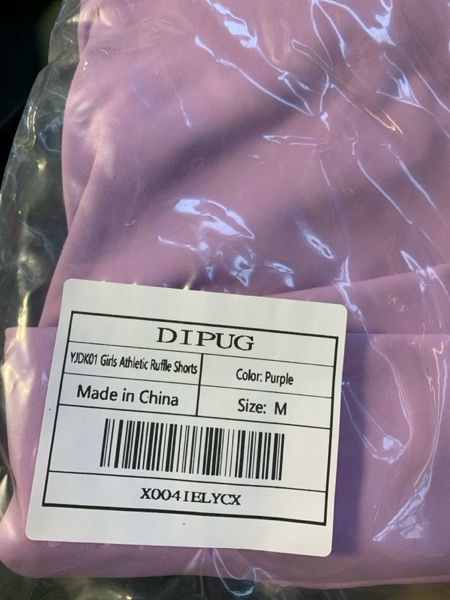 DIPUG
YJDK01 Girls Athletic Ruffle Shorts
Color: Purple
Made in China
Size: M
X004IELYCX